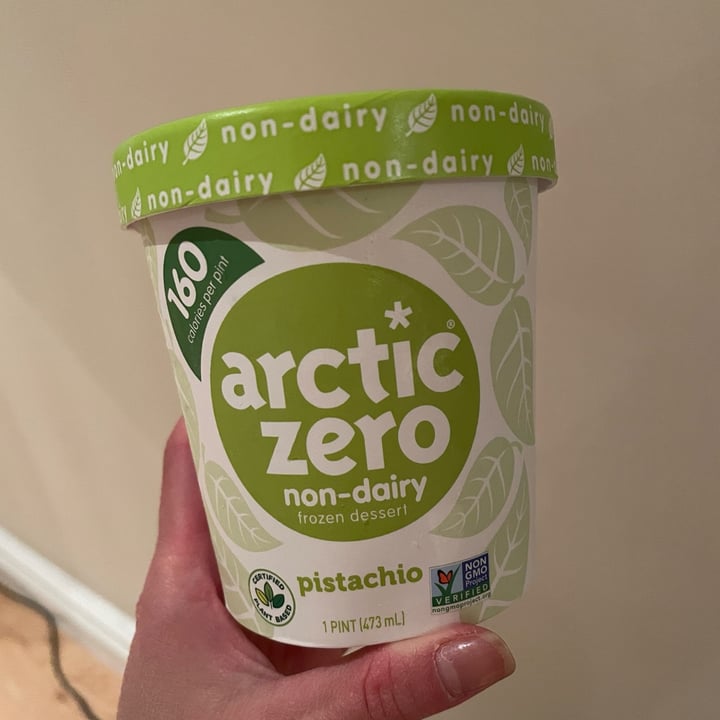 non-dairy non-dairy non-dairy
non-dairy non-dairy non
160
calories per pint
arctic®
zero
non-dairy
frozen dessert
pistachio
CERTIFIED
PLANT BASED
NON
GMO
Project
VERIFIED
nongmoproject.org
1 PINT (473 mL)